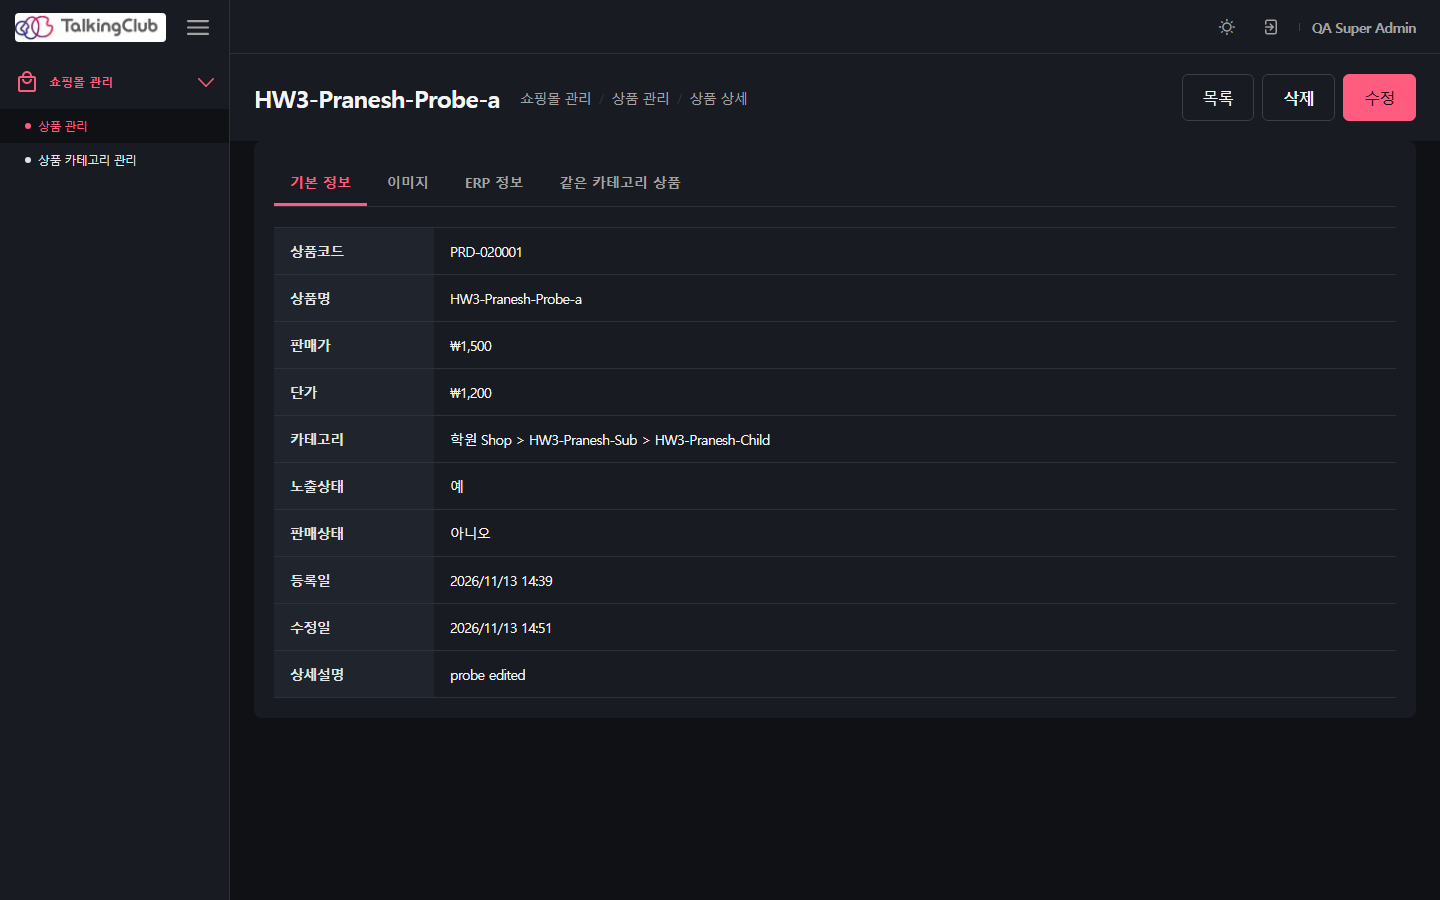 TalkingClub
QA Super Admin
쇼핑몰 관리
상품 관리
상품 카테고리 관리
HW3-Pranesh-Probe-a
쇼핑몰 관리 / 상품 관리 / 상품 상세
목록
삭제
수정
기본 정보
이미지
ERP 정보
같은 카테고리 상품
상품코드 PRD-020001
상품명 HW3-Pranesh-Probe-a
판매가 ₩1,500
단가 ₩1,200
카테고리 학원 Shop > HW3-Pranesh-Sub > HW3-Pranesh-Child
노출상태 예
판매상태 아니오
등록일 2026/11/13 14:39
수정일 2026/11/13 14:51
상세설명 probe edited